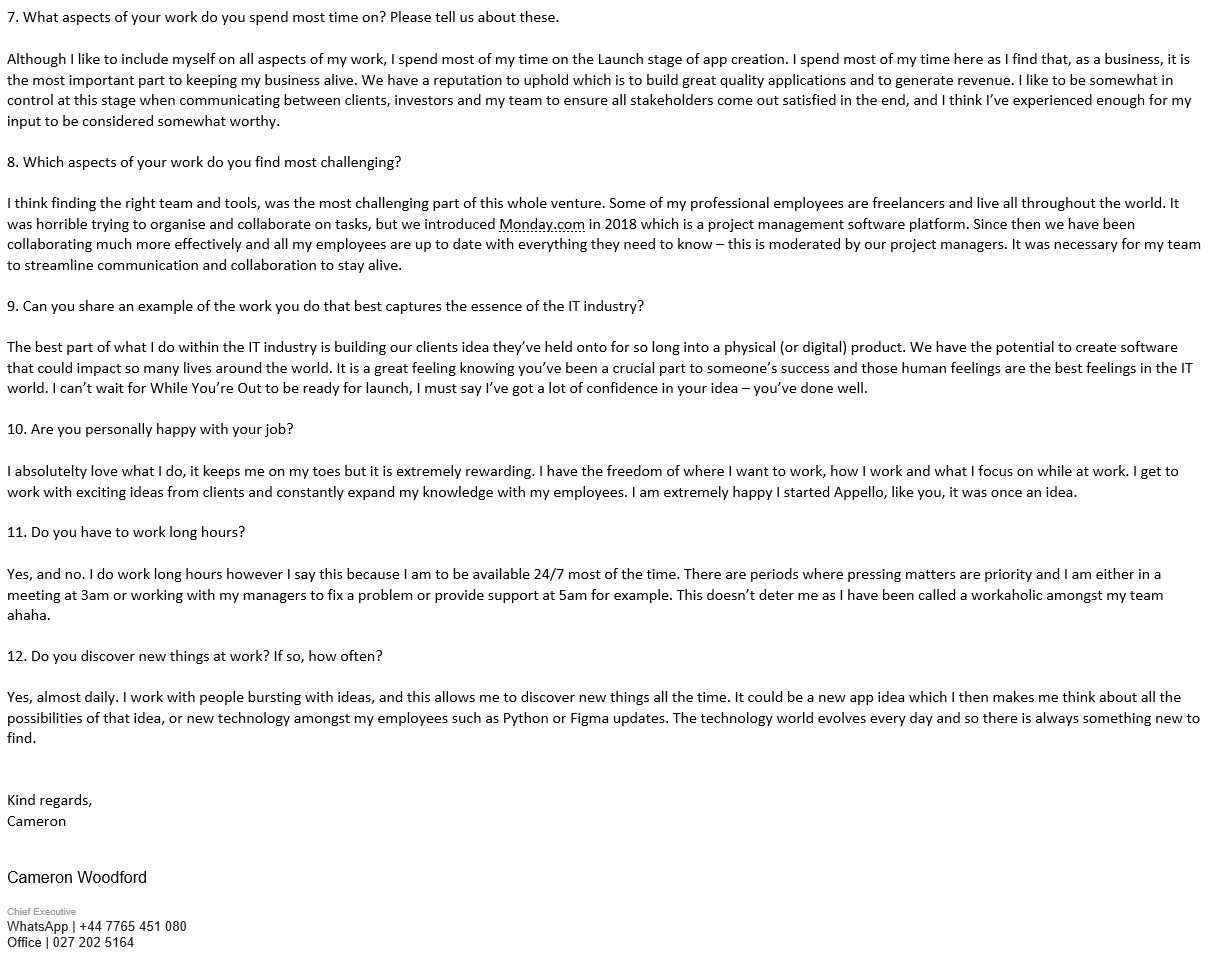 7. What aspects of your work do you spend most time on? Please tell us about these.
Although I like to include myself on all aspects of my work, I spend most of my time on the Launch stage of app creation. I spend most of my time here as I find that, as a business, it is
the most important part to keeping my business alive. We have a reputation to uphold which is to build great quality applications and to generate revenue. I like to be somewhat in
control at this stage when communicating between clients, investors and my team to ensure all stakeholders come out satisfied in the end, and I think I’ve experienced enough for my
input to be considered somewhat worthy.
8. Which aspects of your work do you find most challenging?
I think finding the right team and tools, was the most challenging part of this whole venture. Some of my professional employees are freelancers and live all throughout the world. It
was horrible trying to organise and collaborate on tasks, but we introduced Monday.com in 2018 which is a project management software platform. Since then we have been
collaborating much more effectively and all my employees are up to date with everything they need to know – this is moderated by our project managers. It was necessary for my team
to streamline communication and collaboration to stay alive.
9. Can you share an example of the work you do that best captures the essence of the IT industry?
The best part of what I do within the IT industry is building our clients idea they’ve held onto for so long into a physical (or digital) product. We have the potential to create software
that could impact so many lives around the world. It is a great feeling knowing you’ve been a crucial part to someone’s success and those human feelings are the best feelings in the IT
world. I can’t wait for While You’re Out to be ready for launch, I must say I’ve got a lot of confidence in your idea – you’ve done well.
10. Are you personally happy with your job?
I absolutelty love what I do, it keeps me on my toes but it is extremely rewarding. I have the freedom of where I want to work, how I work and what I focus on while at work. I get to
work with exciting ideas from clients and constantly expand my knowledge with my employees. I am extremely happy I started Appello, like you, it was once an idea.
11. Do you have to work long hours?
Yes, and no. I do work long hours however I say this because I am to be available 24/7 most of the time. There are periods where pressing matters are priority and I am either in a
meeting at 3am or working with my managers to fix a problem or provide support at 5am for example. This doesn’t deter me as I have been called a workaholic amongst my team
ahaha.
12. Do you discover new things at work? If so, how often?
Yes, almost daily. I work with people bursting with ideas, and this allows me to discover new things all the time. It could be a new app idea which I then makes me think about all the
possibilities of that idea, or new technology amongst my employees such as Python or Figma updates. The technology world evolves every day and so there is always something new to
find.
Kind regards,
Cameron
Cameron Woodford
Chief Executive
WhatsApp | +44 7765 451 080
Office | 027 202 5164